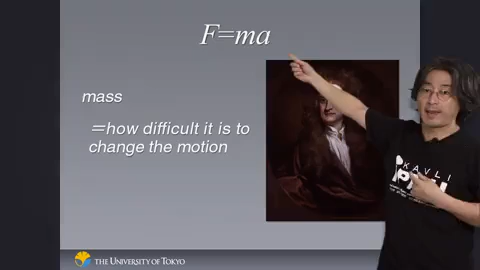 F=ma
mass
=how difficult it is to
change the motion
KAVLI
THE UNIVERSITY OF TOKYO